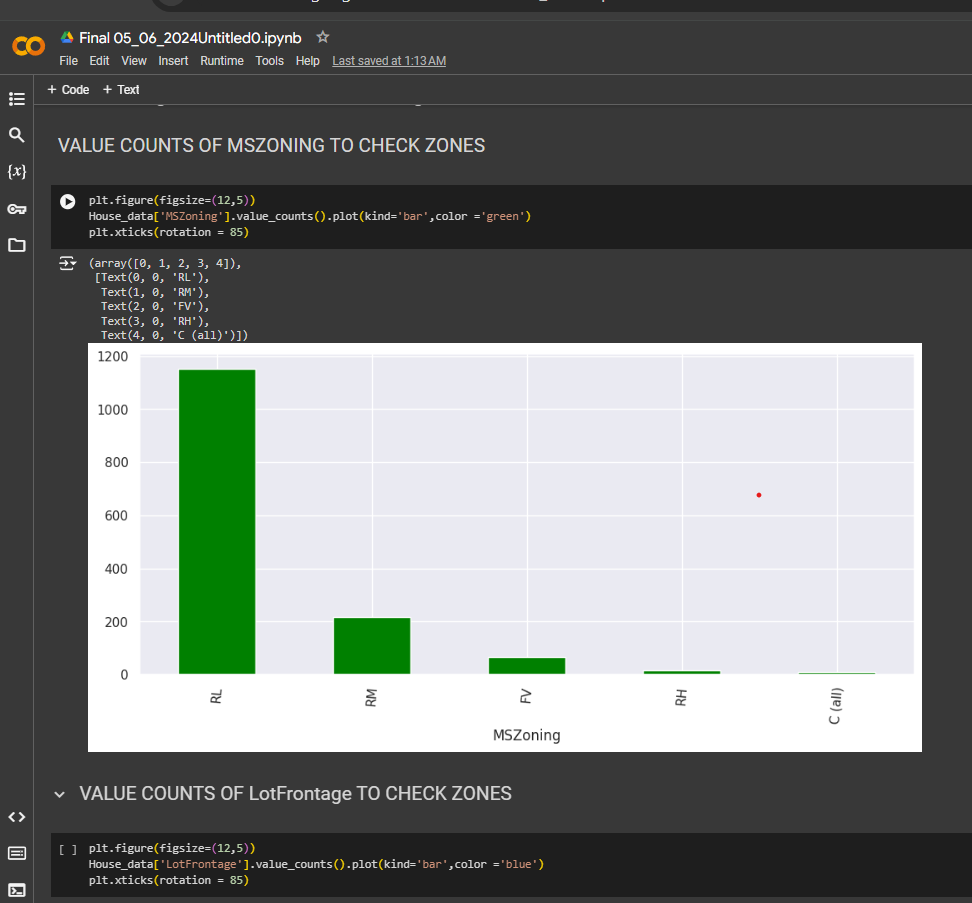 Final 05_06_2024Untitled0.ipynb
File Edit View Insert Runtime Tools Help Last saved at 1:13 AM
+ Code + Text
VALUE COUNTS OF MSZONING TO CHECK ZONES
plt.figure(figsize=(12,5))
House_data['MSZoning'].value_counts().plot(kind='bar',color ='green')
plt.xticks(rotation = 85)
(array([0, 1, 2, 3, 4]),
[Text(0, 0, 'RL'),
Text(1, 0, 'RM'),
Text(2, 0, 'FV'),
Text(3, 0, 'RH'),
Text(4, 0, 'C (all)')])
1200
1000
800
600
400
200
0
RL RM FV RH C (all)
MSZoning
VALUE COUNTS OF LotFrontage TO CHECK ZONES
[ ] plt.figure(figsize=(12,5))
House_data['LotFrontage'].value_counts().plot(kind='bar',color ='blue')
plt.xticks(rotation = 85)